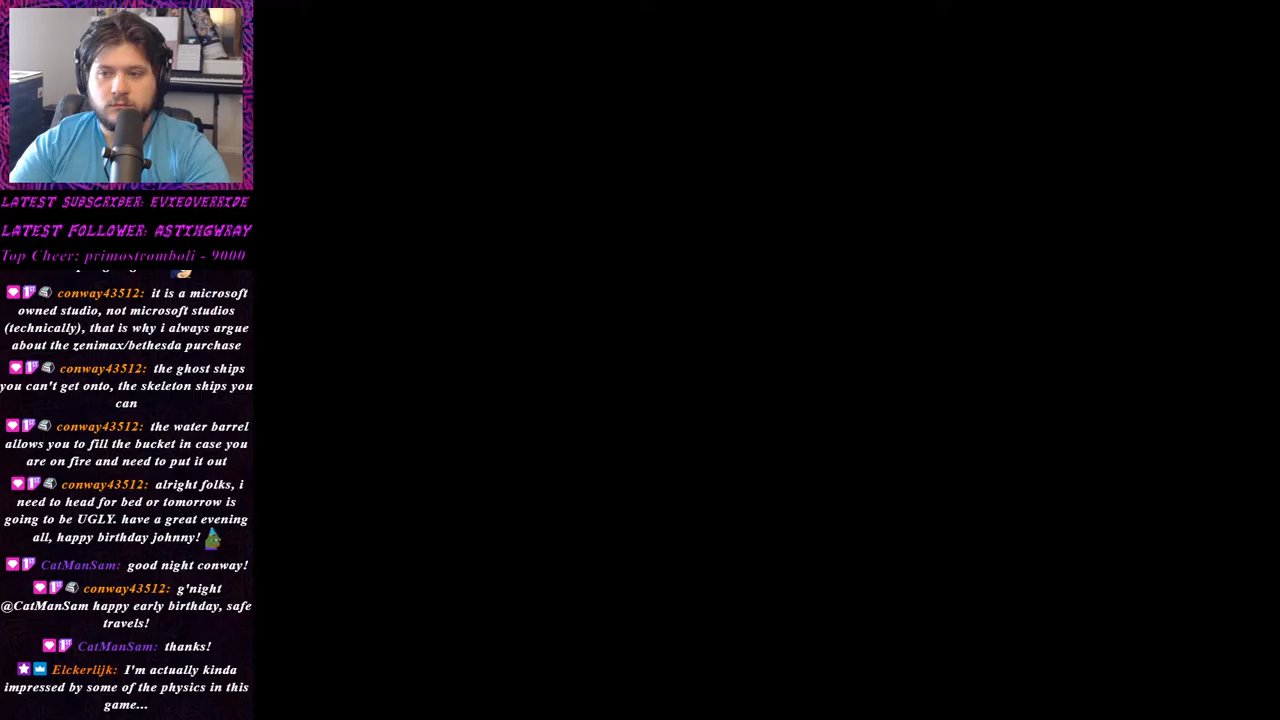 LATEST SUBSCRIBER: EVIEOVERRIDE
LATEST FOLLOWER: ASTINGWRAY
Top Cheer: primostromboli - 9000
conway43512: it is a microsoft
owned studio, not microsoft studios
(technically), that is why i always argue
about the zenimax/bethesda purchase
conway43512: the ghost ships
you can't get onto, the skeleton ships you
can
conway43512: the water barrel
allows you to fill the bucket in case you
are on fire and need to put it out
conway43512: alright folks, i
need to head for bed or tomorrow is
going to be UGLY. have a great evening
all, happy birthday johnny!
CatManSam: good night conway!
conway43512: g'night
@CatManSam happy early birthday, safe
travels!
CatManSam: thanks!
Elckerlijk: I'm actually kinda
impressed by some of the physics in this
game...